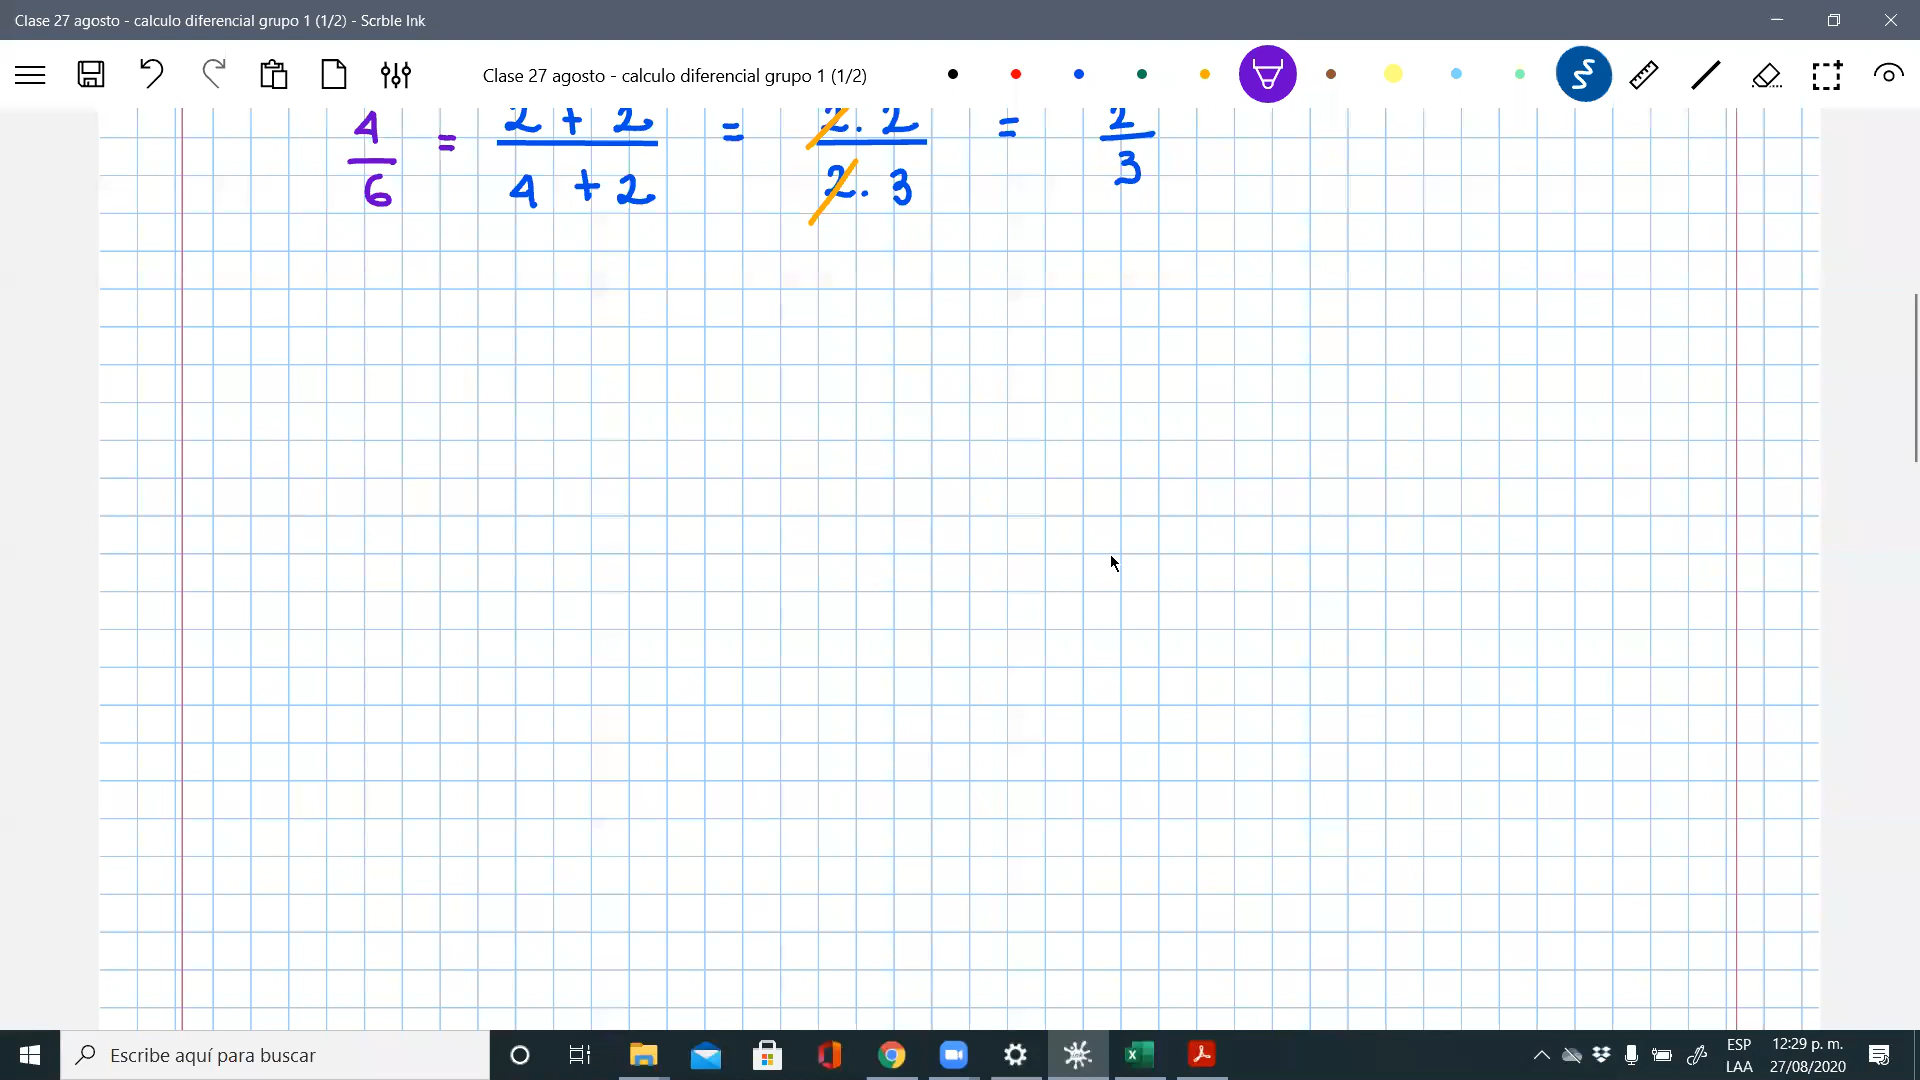 Clase 27 agosto - calculo diferencial grupo 1 (1/2) - Scrble Ink
Clase 27 agosto - calculo diferencial grupo 1 (1/2)
4/6 = (2 + 2)/(4 + 2) = (2 . 2)/(2 . 3) = 2/3
Escribe aquí para buscar
ESP
LAA
12:29 p. m.
27/08/2020